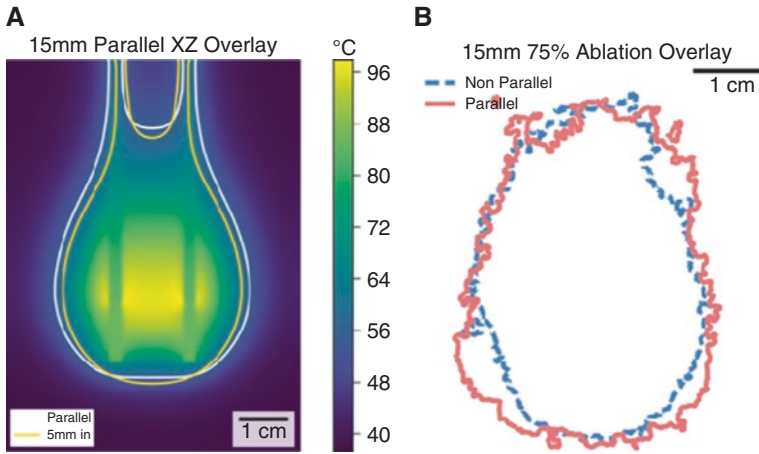 A
15mm Parallel XZ Overlay
°C
96
88
80
72
64
56
48
40
Parallel
5mm in
1 cm
B
15mm 75% Ablation Overlay
Non Parallel
Parallel
1 cm